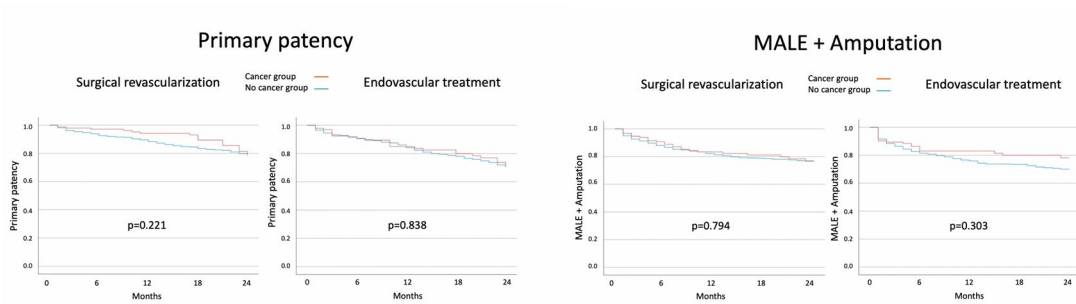 Primary patency
Surgical revascularization
Cancer group
No cancer group
Endovascular treatment
Primary patency
1.0
0.8
0.6
0.4
0.2
0.0
p=0.221
0 6 12 18 24
Months
Primary patency
1.0
0.8
0.6
0.4
0.2
0.0
p=0.838
0 6 12 18 24
Months
MALE + Amputation
Surgical revascularization
Cancer group
No cancer group
Endovascular treatment
MALE + Amputation
1.0
0.8
0.6
0.4
0.2
0.0
p=0.794
0 6 12 18 24
Months
MALE + Amputation
1.0
0.8
0.6
0.4
0.2
0.0
p=0.303
0 6 12 18 24
Months